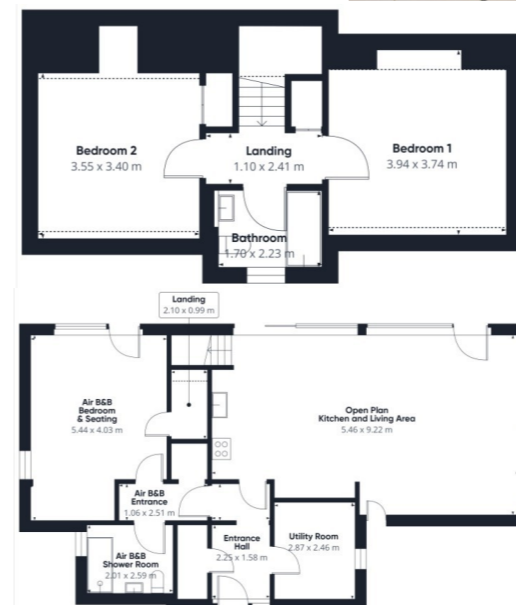 Bedroom 2
3.55 x 3.40 m
Landing
1.10 x 2.41 m
Bedroom 1
3.94 x 3.74 m
Bathroom
1.70 x 2.23 m
Landing
2.10 x 0.99 m
Air B&B
Bedroom
& Seating
5.44 x 4.03 m
Open Plan
Kitchen and Living Area
5.46 x 9.22 m
Air B&B
Entrance
1.06 x 2.51 m
Entrance
Hall
2.25 x 1.58 m
Utility Room
2.87 x 2.46 m
Air B&B
Shower Room
2.01 x 2.59 m